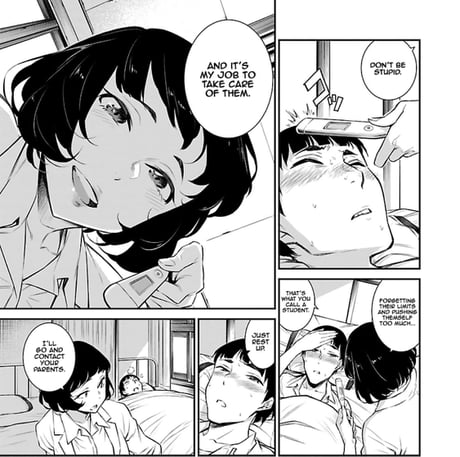 DON'T BE
STUPID.
AND IT'S
MY JOB TO
TAKE CARE
OF THEM.
FORGETTING
THEIR LIMITS
AND PUSHING
THEMSELF
TOO MUCH...
THAT'S
WHAT YOU
CALL A
STUDENT.
JUST
REST
UP.
I'LL
GO AND
CONTACT
YOUR
PARENTS.